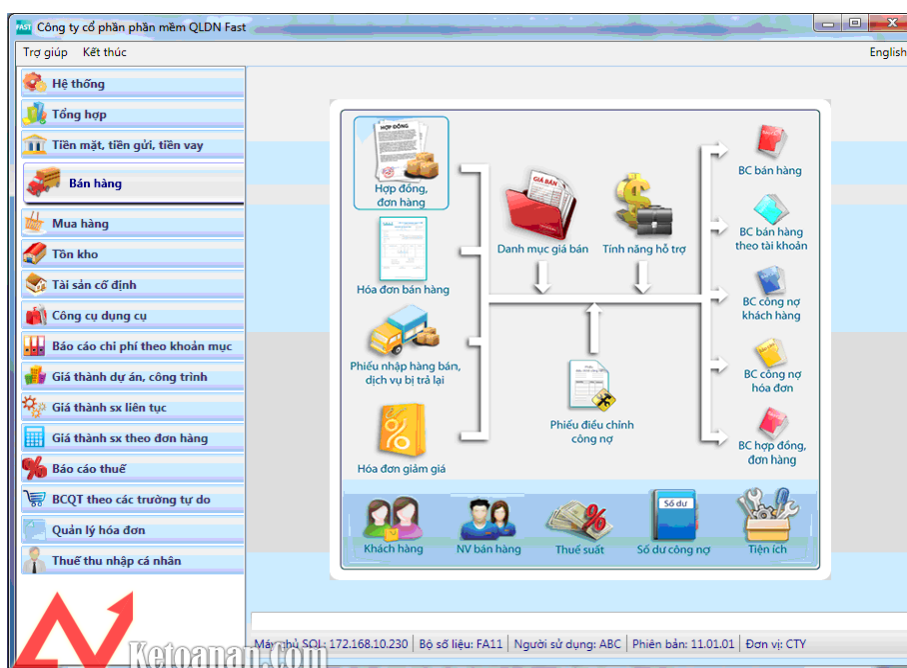 FAST Công ty cổ phần phần mềm QLDN Fast
Trợ giúp Kết thúc English
Hệ thống
Tổng hợp
Tiền mặt, tiền gửi, tiền vay
Bán hàng
Mua hàng
Tồn kho
Tài sản cố định
Công cụ dụng cụ
Báo cáo chi phí theo khoản mục
Giá thành dự án, công trình
Giá thành sx liên tục
Giá thành sx theo đơn hàng
Báo cáo thuế
BCQT theo các trường tự do
Quản lý hóa đơn
Thuế thu nhập cá nhân
HỢP ĐỒNG
Hợp đồng,
đơn hàng
Hóa đơn bán hàng
Phiếu nhập hàng bán,
dịch vụ bị trả lại
Hóa đơn giảm giá
GIÁ BÁN
Danh mục giá bán
Tính năng hỗ trợ
Phiếu điều chỉnh
công nợ
BC bán hàng
BC bán hàng
theo tài khoản
BC công nợ
khách hàng
BC công nợ
hóa đơn
BC hợp đồng,
đơn hàng
Khách hàng
NV bán hàng
Thuế suất
Số dư
Số dư công nợ
Tiện ích
Máy chủ SQL: 172.168.10.230 Bộ số liệu: FA11 Người sử dụng: ABC Phiên bản: 11.01.01 Đơn vị: CTY
Ketoanan.Com